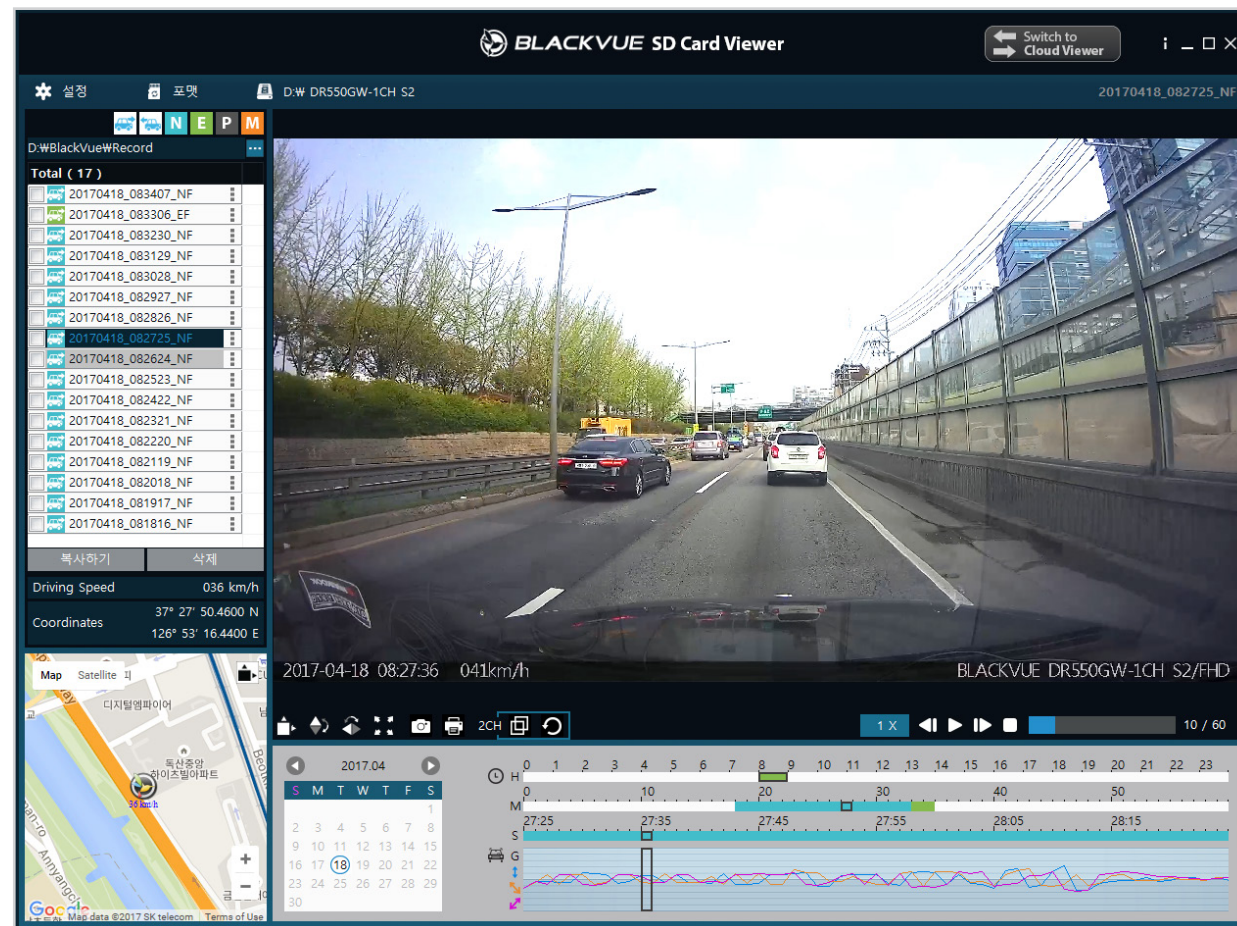 BLACKVUE SD Card Viewer
Switch to
Cloud Viewer
설정
포맷
D:₩ DR550GW-1CH S2
20170418_082725_NF
N E P M
D:₩BlackVue₩Record
Total ( 17 )
20170418_083407_NF
20170418_083306_EF
20170418_083230_NF
20170418_083129_NF
20170418_083028_NF
20170418_082927_NF
20170418_082826_NF
20170418_082725_NF
20170418_082624_NF
20170418_082523_NF
20170418_082422_NF
20170418_082321_NF
20170418_082220_NF
20170418_082119_NF
20170418_082018_NF
20170418_081917_NF
20170418_081816_NF
복사하기 삭제
Driving Speed 036 km/h
Coordinates
37° 27' 50.4600 N
126° 53' 16.4400 E
Map Satellite
디지털엠파이어
독산중앙
하이츠빌아파트
36 km/h
Google
Map data ©2017 SK telecom Terms of Use
2017-04-18 08:27:36 041km/h
BLACKVUE DR550GW-1CH S2/FHD
2CH
1 X
10 / 60
2017.04
S M T W T F S
1
2 3 4 5 6 7 8
9 10 11 12 13 14 15
16 17 18 19 20 21 22
23 24 25 26 27 28 29
30
H 0 1 2 3 4 5 6 7 8 9 10 11 12 13 14 15 16 17 18 19 20 21 22 23
M 0 10 20 30 40 50
S 27:25 27:35 27:45 27:55 28:05 28:15
G